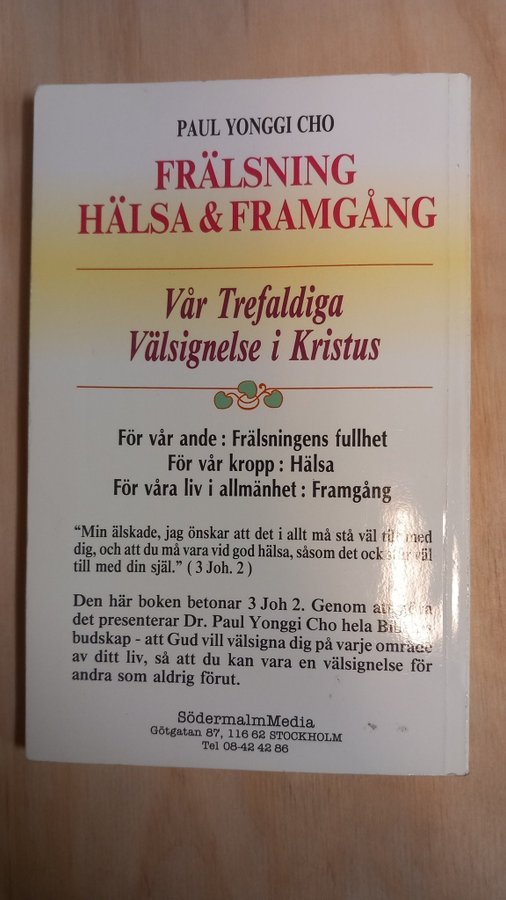 PAUL YONGGI CHO
FRÄLSNING
HÄLSA & FRAMGÅNG
Vår Trefaldiga
Välsignelse i Kristus
För vår ande : Frälsningens fullhet
För vår kropp : Hälsa
För våra liv i allmänhet : Framgång
“Min älskade, jag önskar att det i allt må stå väl till med
dig, och att du må vara vid god hälsa, såsom det ock står väl
till med din själ.” ( 3 Joh. 2 )
Den här boken betonar 3 Joh 2. Genom att
det presenterar Dr. Paul Yonggi Cho hela Bibelns
budskap - att Gud vill välsigna dig på varje område
av ditt liv, så att du kan vara en välsignelse för
andra som aldrig förut.
SödermalmMedia
Götgatan 87, 116 62 STOCKHOLM
Tel 08-42 42 86